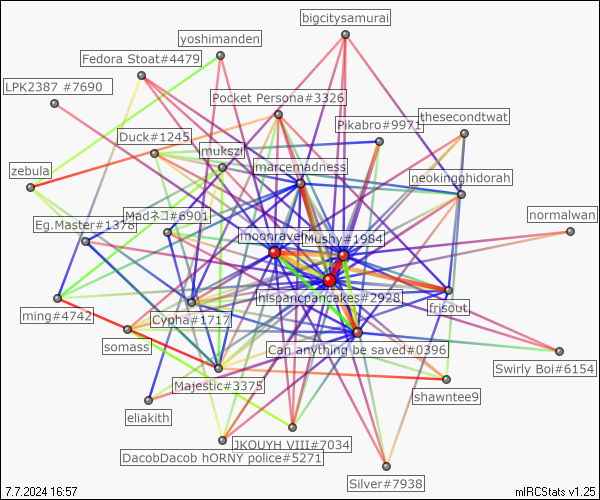 bigcitysamurai
yoshimanden
Fedora Stoat#4479
LPK2387 #7690
Pocket Persona#3326
thesecondtwat
Pikabro#9971
Duck#1245
mukszi
marcemadness
zebula
neokingghidorah
MadネコJ#6901
normalwan
Eg.Master#1378
moonraven
Mushy#1984
hispanicpancakes#2928
frisout
ming#4742
Cypha#1717
somass
Can anything be saved#0396
Swirly Boi#6154
Majestic#3375
shawntee9
eliakith
JKOUYH VIII#7034
DacobDacob hORNY police#5271
Silver#7938
7.7.2024 16:57
mIRCStats v1.25